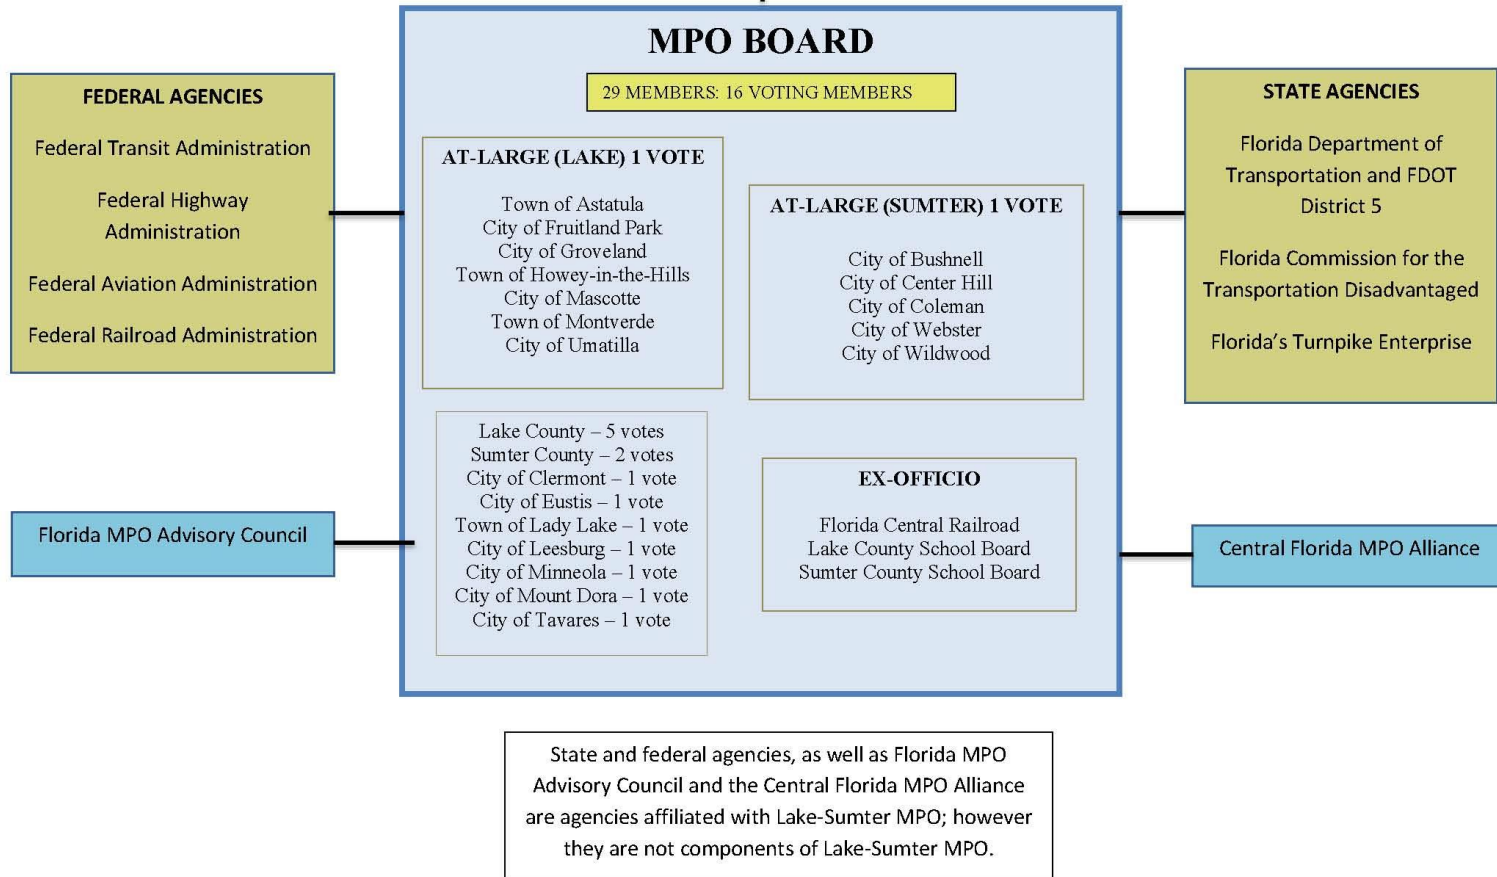 MPO BOARD
29 MEMBERS: 16 VOTING MEMBERS
FEDERAL AGENCIES
Federal Transit Administration
Federal Highway
Administration
Federal Aviation Administration
Federal Railroad Administration
AT-LARGE (LAKE) 1 VOTE
Town of Astatula
City of Fruitland Park
City of Groveland
Town of Howey-in-the-Hills
City of Mascotte
Town of Montverde
City of Umatilla
AT-LARGE (SUMTER) 1 VOTE
City of Bushnell
City of Center Hill
City of Coleman
City of Webster
City of Wildwood
STATE AGENCIES
Florida Department of
Transportation and FDOT
District 5
Florida Commission for the
Transportation Disadvantaged
Florida’s Turnpike Enterprise
Florida MPO Advisory Council
Lake County – 5 votes
Sumter County – 2 votes
City of Clermont – 1 vote
City of Eustis – 1 vote
Town of Lady Lake – 1 vote
City of Leesburg – 1 vote
City of Minneola – 1 vote
City of Mount Dora – 1 vote
City of Tavares – 1 vote
EX-OFFICIO
Florida Central Railroad
Lake County School Board
Sumter County School Board
Central Florida MPO Alliance
State and federal agencies, as well as Florida MPO
Advisory Council and the Central Florida MPO Alliance
are agencies affiliated with Lake-Sumter MPO; however
they are not components of Lake-Sumter MPO.